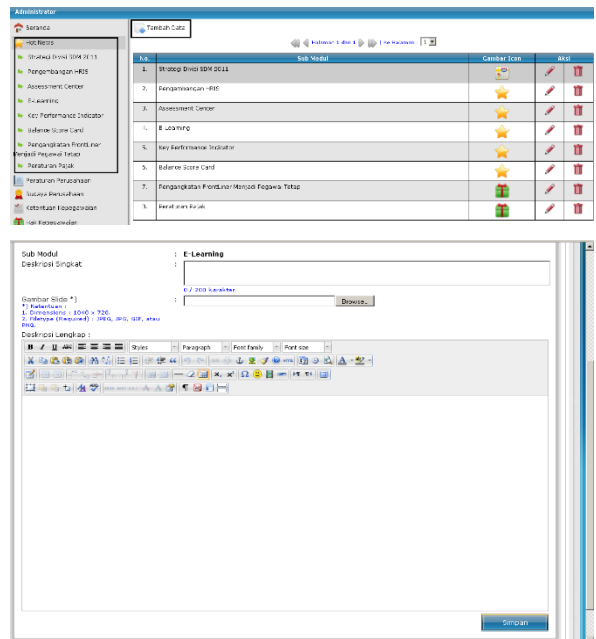 Administrator
Beranda
Hot News
Strategi Divisi SDM 2011
Pengembangan HRIS
Assessment Center
E-Learning
Key Performance Indicator
Balance Score Card
Pengangkatan FrontLiner
Menjadi Pegawai Tetap
Peraturan Pajak
Peraturan Perusahaan
Budaya Perusahaan
Ketentuan Kepegawaian
Hak Kepegawaian
Tambah Data
Halaman 1 dari 1 | Ke Halaman : 1
No. Sub Modul Gambar Icon Aksi
1. Strategi Divisi SDM 2011
2. Pengembangan HRIS
3. Assessment Center
4. E-Learning
5. Key Performance Indicator
6. Balance Score Card
7. Pengangkatan FrontLiner Menjadi Pegawai Tetap
8. Peraturan Pajak
Sub Modul : E-Learning
Deskripsi Singkat :
0 / 200 karakter.
Gambar Slide *) : Browse..
*) Ketentuan :
1. Dimensions : 1040 x 720.
2. Filetype (Required) : JPEG, JPG, GIF, atau
PNG.
Deskripsi Lengkap :
B I U ABC Styles Paragraph Font family Font size
Simpan